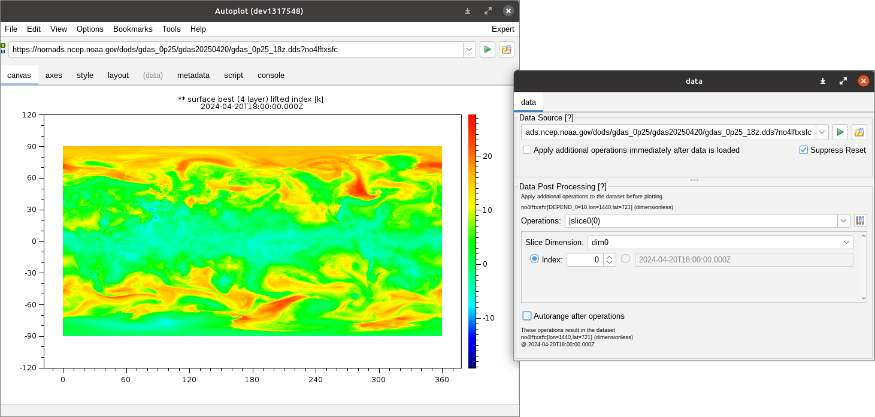 Autoplot (dev1317548)
File Edit View Options Bookmarks Tools Help Expert
https://nomads.ncep.noaa.gov/dods/gdas_0p25/gdas20250420/gdas_0p25_18z.dds?no4lftxsfc
canvas axes style layout (data) metadata script console
** surface best (4 layer) lifted index [k]
2024-04-20T18:00:00.000Z
120
90
60
30
0
-30
-60
-90
-120
0 60 120 180 240 300 360
20
10
0
-10
data
data
Data Source [?]
ads.ncep.noaa.gov/dods/gdas_0p25/gdas20250420/gdas_0p25_18z.dds?no4lftxsfc
Apply additional operations immediately after data is loaded Suppress Reset
Data Post Processing [?]
Apply additional operations to the dataset before plotting
no4lftxsfc[DEPEND_0=10,lon=1440,lat=721] (dimensionless)
Operations: |slice0(0)
Slice Dimension: dim0
Index: 0 2024-04-20T18:00:00.000Z
Autorange after operations
These operations result in the dataset
no4lftxsfc[lon=1440,lat=721] (dimensionless)
@ 2024-04-20T18:00:00.000Z